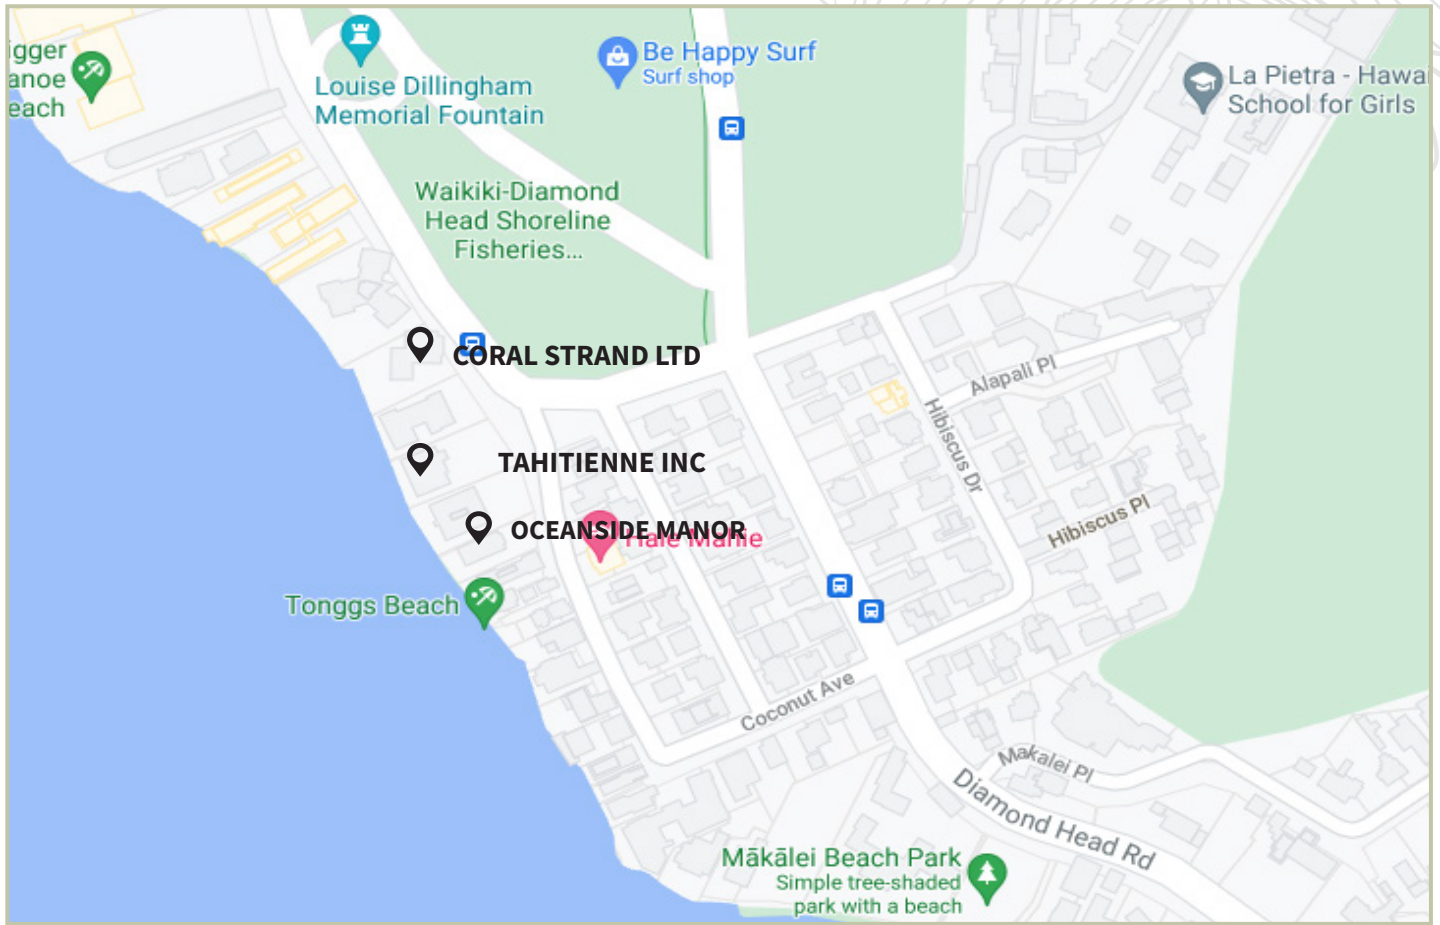 igger
anoe
each
Louise Dillingham
Memorial Fountain
Be Happy Surf
Surf shop
La Pietra - Hawai
School for Girls
Waikiki-Diamond
Head Shoreline
Fisheries...
CORAL STRAND LTD
Alapali Pl
Hibiscus Dr
TAHITIENNE INC
Hibiscus Pl
OCEANSIDE MANOR
Hale Mahie
Tonggs Beach
Coconut Ave
Makalei Pl
Diamond Head Rd
Mākālei Beach Park
Simple tree-shaded
park with a beach